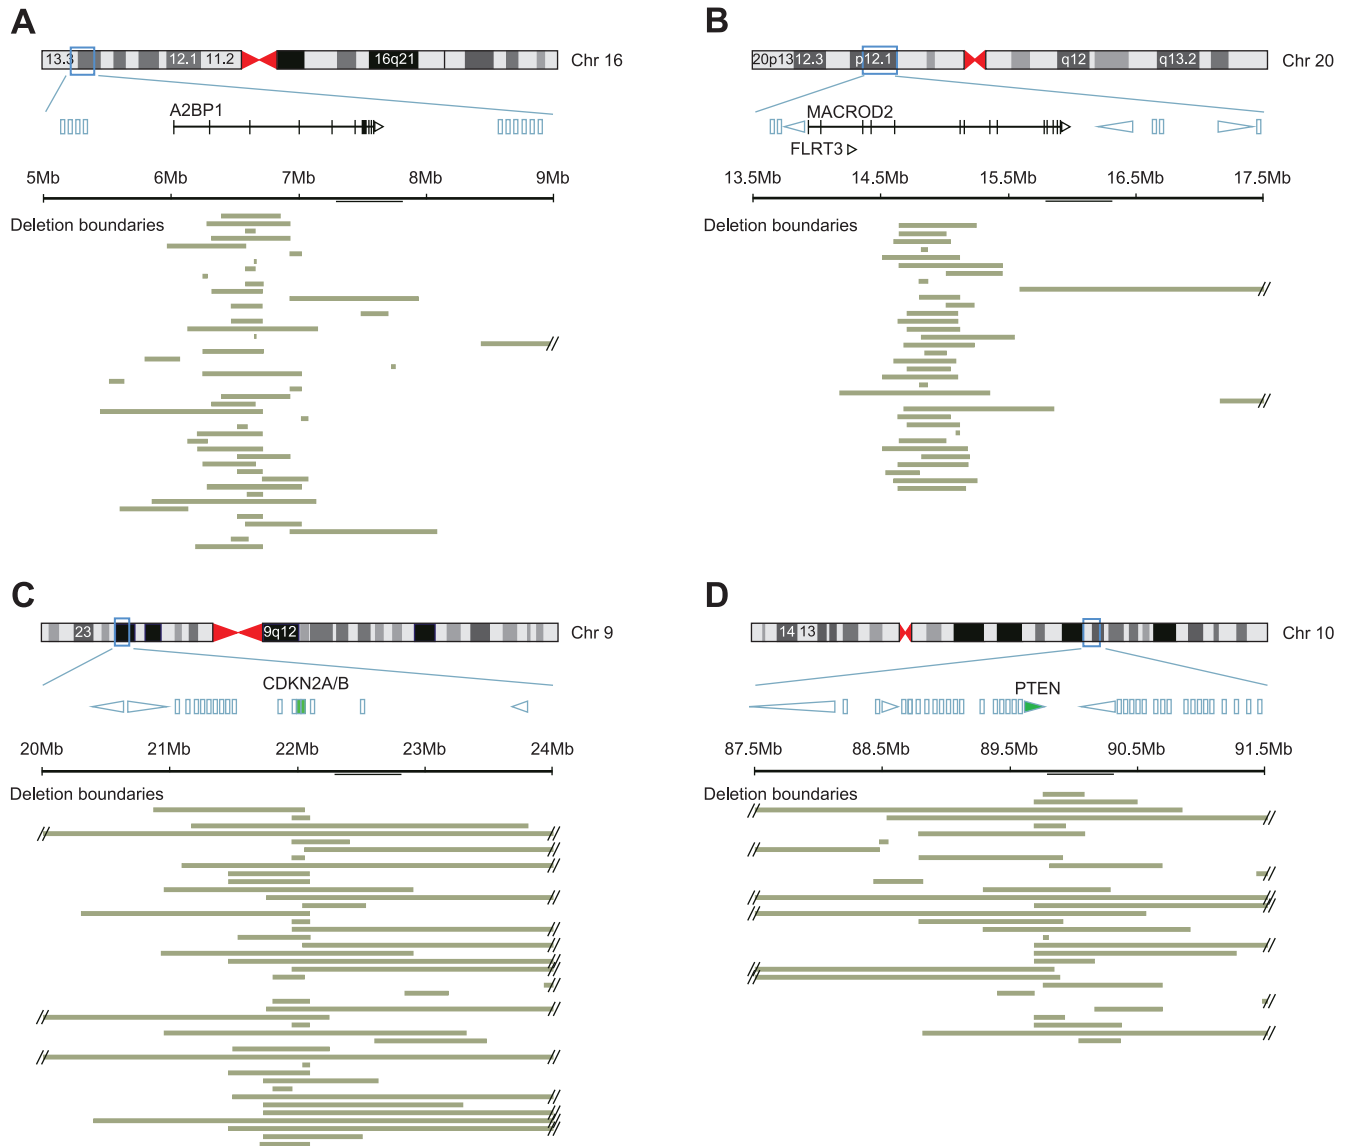 A
13.3 12.1 11.2 16q21 Chr 16
A2BP1
5Mb 6Mb 7Mb 8Mb 9Mb
Deletion boundaries
B
20p13 12.3 p12.1 q12 q13.2 Chr 20
MACROD2
FLRT3
13.5Mb 14.5Mb 15.5Mb 16.5Mb 17.5Mb
Deletion boundaries
C
23 9q12 Chr 9
CDKN2A/B
20Mb 21Mb 22Mb 23Mb 24Mb
Deletion boundaries
D
14 13 Chr 10
PTEN
87.5Mb 88.5Mb 89.5Mb 90.5Mb 91.5Mb
Deletion boundaries